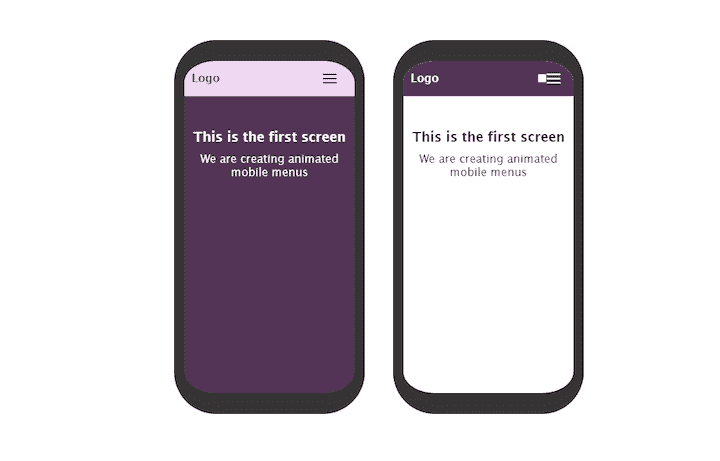 Logo
This is the first screen
We are creating animated
mobile menus
Logo
This is the first screen
We are creating animated
mobile menus